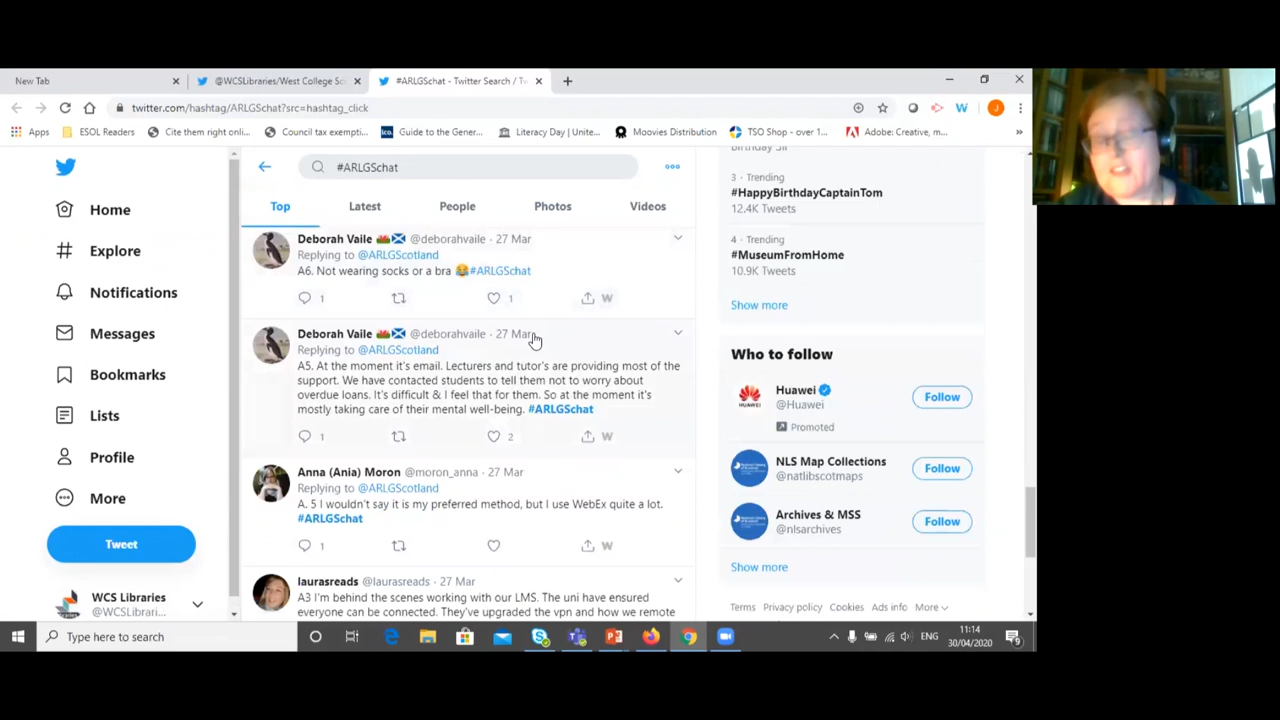 New Tab
@WCSLibraries/West College Sc
#ARLGSchat - Twitter Search / Tw
twitter.com/hashtag/ARLGSchat?src=hashtag_click
Apps
ESOL Readers
Cite them right onli...
Council tax exempti...
ico.
Guide to the Gener...
Literacy Day | Unite...
Moovies Distribution
TSO Shop - over 1...
Adobe: Creative, m...
#ARLGSchat
Top
Latest
People
Photos
Videos
Home
Explore
Notifications
Messages
Bookmarks
Lists
Profile
More
Tweet
WCS Libraries
@WCSLibrari...
Deborah Vaile @deborahvaile · 27 Mar
Replying to @ARLGScotland
A6. Not wearing socks or a bra 😂#ARLGSchat
1
1
W
Deborah Vaile @deborahvaile · 27 Mar
Replying to @ARLGScotland
A5. At the moment it's email. Lecturers and tutor's are providing most of the
support. We have contacted students to tell them not to worry about
overdue loans. It's difficult & I feel that for them. So at the moment it's
mostly taking care of their mental well-being. #ARLGSchat
1
2
W
Anna (Ania) Moron @moron_anna · 27 Mar
Replying to @ARLGScotland
A. 5 I wouldn't say it is my preferred method, but I use WebEx quite a lot.
#ARLGSchat
1
W
laurasreads @laurasreads · 27 Mar
A3 I'm behind the scenes working with our LMS. The uni have ensured
everyone can be connected. They've upgraded the vpn and how we remote
3 · Trending
#HappyBirthdayCaptainTom
12.4K Tweets
4 · Trending
#MuseumFromHome
10.9K Tweets
Show more
Who to follow
Huawei
@Huawei
Promoted
Follow
NLS Map Collections
@natlibscotmaps
Follow
Archives & MSS
@nlsarchives
Follow
Show more
Terms Privacy policy Cookies Ads info More
Type here to search
ENG
11:14
30/04/2020